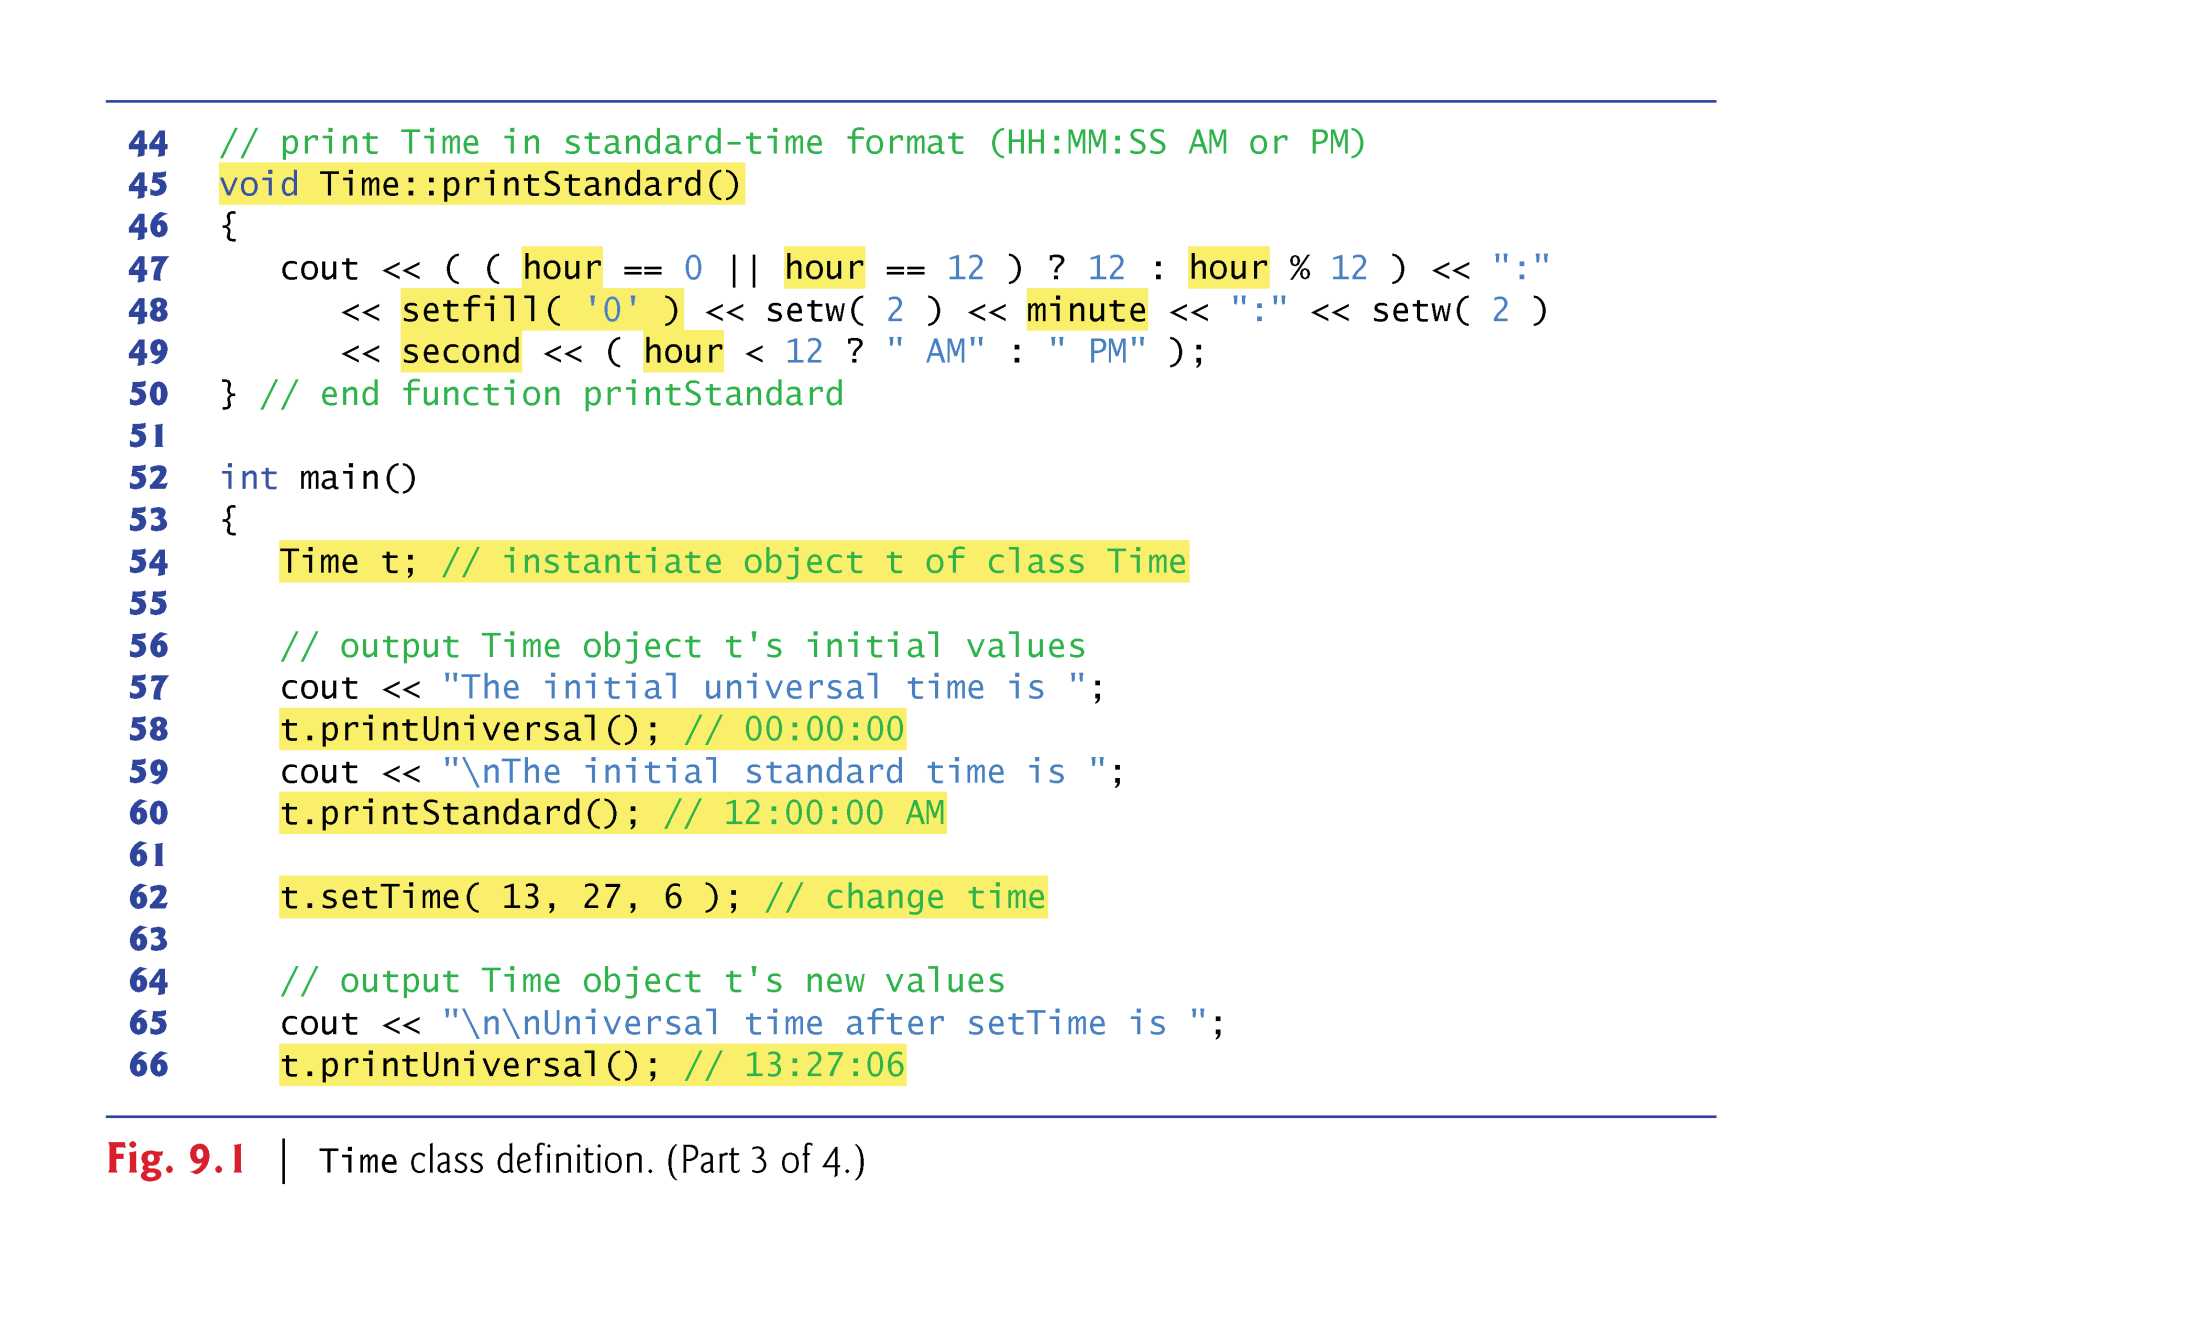 44 // print Time in standard-time format (HH:MM:SS AM or PM)
45 void Time::printStandard()
46 {
47    cout << ( ( hour == 0 || hour == 12 ) ? 12 : hour % 12 ) << ":"
48       << setfill( '0' ) << setw( 2 ) << minute << ":" << setw( 2 )
49       << second << ( hour < 12 ? " AM" : " PM" );
50 } // end function printStandard
51
52 int main()
53 {
54    Time t; // instantiate object t of class Time
55
56    // output Time object t's initial values
57    cout << "The initial universal time is ";
58    t.printUniversal(); // 00:00:00
59    cout << "\nThe initial standard time is ";
60    t.printStandard(); // 12:00:00 AM
61
62    t.setTime( 13, 27, 6 ); // change time
63
64    // output Time object t's new values
65    cout << "\n\nUniversal time after setTime is ";
66    t.printUniversal(); // 13:27:06
Fig. 9.1 | Time class definition. (Part 3 of 4.)